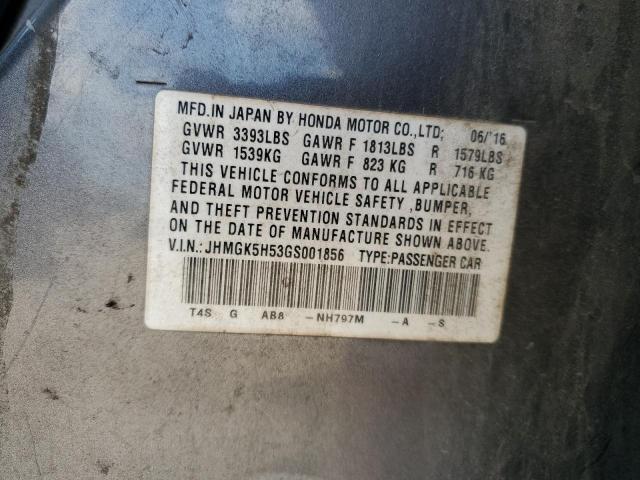 MFD.IN JAPAN BY HONDA MOTOR CO.,LTD; 06/'16
GVWR 3393LBS GAWR F 1813LBS R 1579LBS
GVWR 1539KG GAWR F 823 KG R 716 KG
THIS VEHICLE CONFORMS TO ALL APPLICABLE
FEDERAL MOTOR VEHICLE SAFETY ,BUMPER,
AND THEFT PREVENTION STANDARDS IN EFFECT
ON THE DATE OF MANUFACTURE SHOWN ABOVE.
V.I.N.: JHMGK5H53GS001856 TYPE:PASSENGER CAR
T4S G AB8 -NH797M -A -S